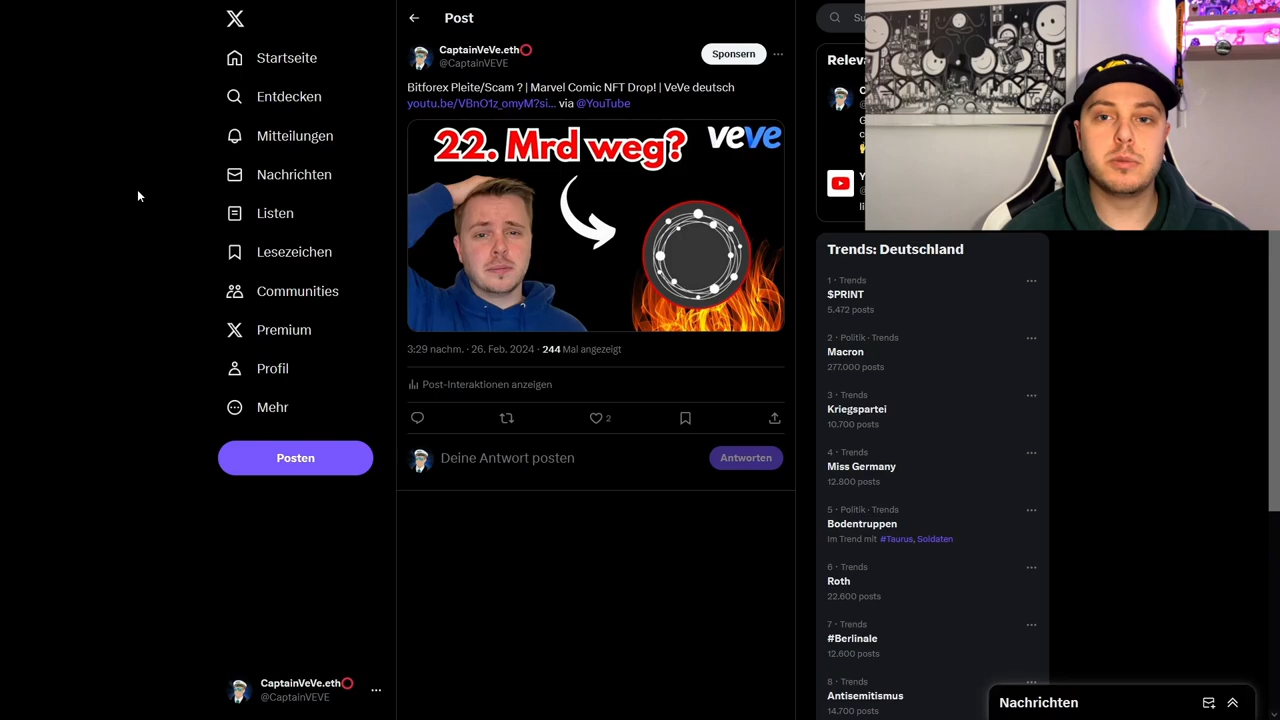 Startseite
Entdecken
Mitteilungen
Nachrichten
Listen
Lesezeichen
Communities
Premium
Profil
Mehr
Posten
CaptainVeVe.eth⭕
@CaptainVEVE
Post
CaptainVeVe.eth⭕
@CaptainVEVE
Sponsern
Bitforex Pleite/Scam ? | Marvel Comic NFT Drop! | VeVe deutsch
youtu.be/VBnO1z_omyM?si... via @YouTube
22. Mrd weg?
veve
3:29 nachm. · 26. Feb. 2024 · 244 Mal angezeigt
Post-Interaktionen anzeigen
2
Deine Antwort posten
Antworten
Trends: Deutschland
1 · Trends
$PRINT
5.472 posts
2 · Politik · Trends
Macron
277.000 posts
3 · Trends
Kriegspartei
10.700 posts
4 · Trends
Miss Germany
12.800 posts
5 · Politik · Trends
Bodentruppen
Im Trend mit #Taurus, Soldaten
6 · Trends
Roth
22.600 posts
7 · Trends
#Berlinale
12.600 posts
8 · Trends
Antisemitismus
14.700 posts
Nachrichten